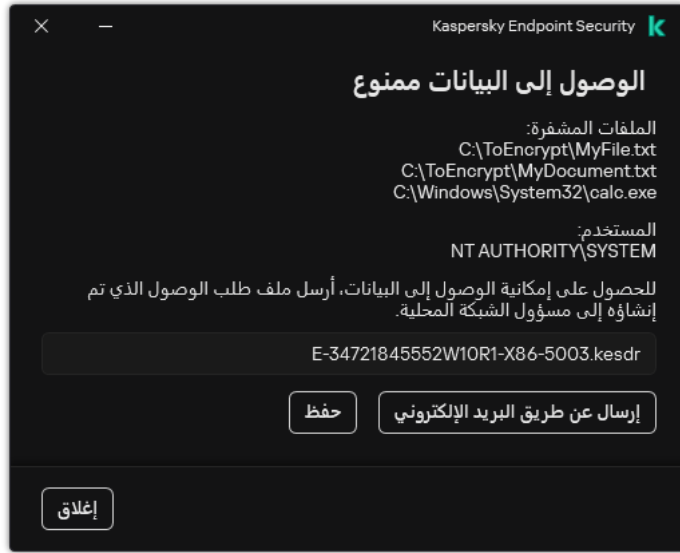 Kaspersky Endpoint Security
الوصول إلى البيانات ممنوع
الملفات المشفرة:
C:\ToEncrypt\MyFile.txt
C:\ToEncrypt\MyDocument.txt
C:\Windows\System32\calc.exe
المستخدم:
NT AUTHORITY\SYSTEM
للحصول على إمكانية الوصول إلى البيانات، أرسل ملف طلب الوصول الذي تم
إنشاؤه إلى مسؤول الشبكة المحلية.
E-34721845552W10R1-X86-5003.kesdr
إرسال عن طريق البريد الإلكتروني
حفظ
إغلاق